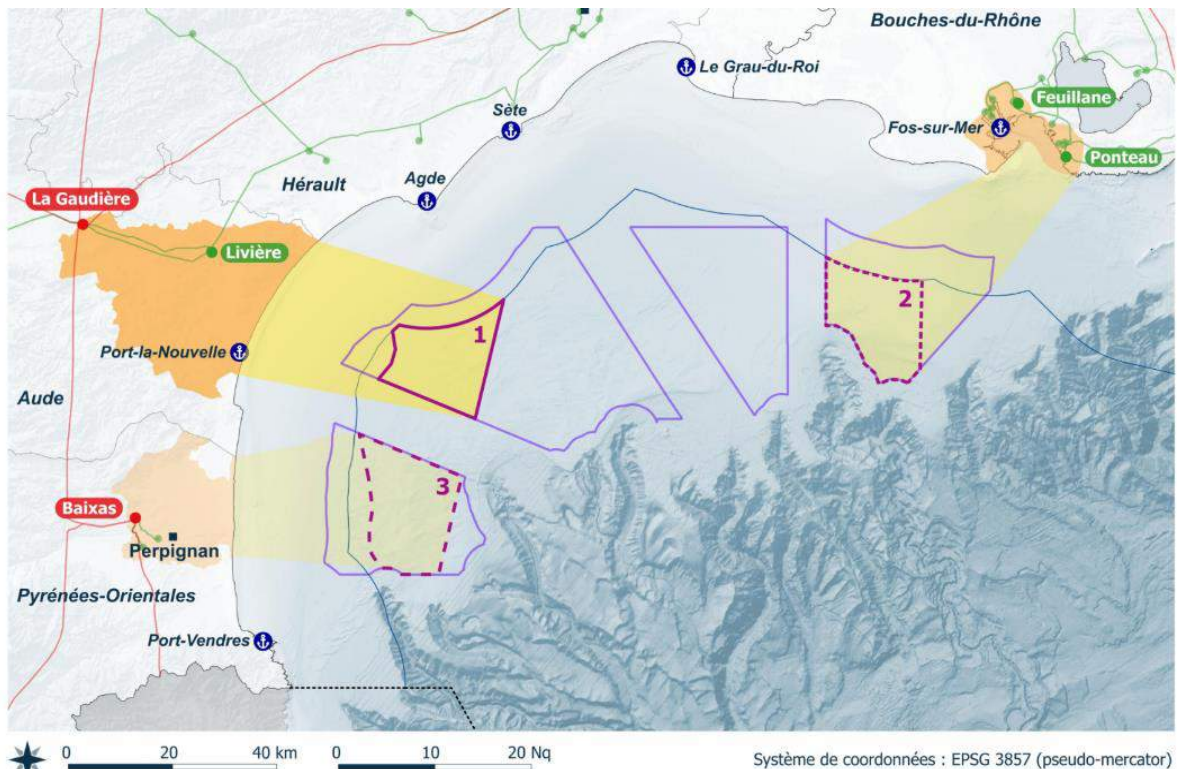 Bouches-du-Rhône
Le Grau-du-Roi
Feuillane
Fos-sur-Mer
Sète
Ponteau
Hérault
Agde
La Gaudière
Livière
2
1
Port-la-Nouvelle
Aude
3
Baixas
Perpignan
Pyrénées-Orientales
Port-Vendres
0 20 40 km 0 10 20 Nq
Système de coordonnées : EPSG 3857 (pseudo-mercator)